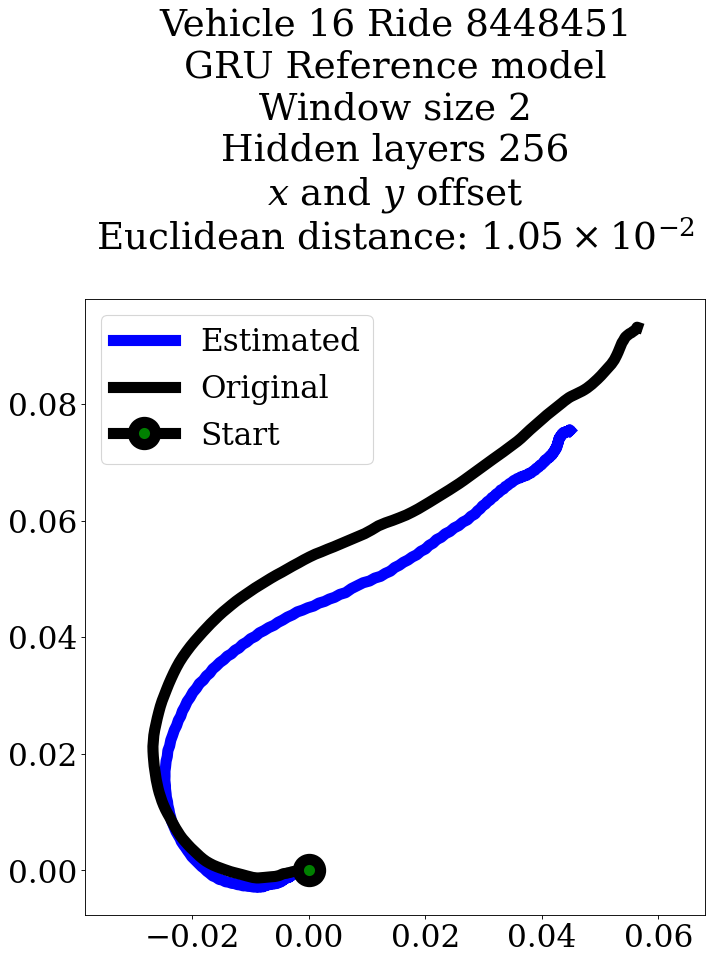 Vehicle 16 Ride 8448451
GRU Reference model
Window size 2
Hidden layers 256
x and y offset
Euclidean distance: 1.05 × 10⁻²
Estimated
Original
Start
0.08
0.06
0.04
0.02
0.00
−0.02 0.00 0.02 0.04 0.06